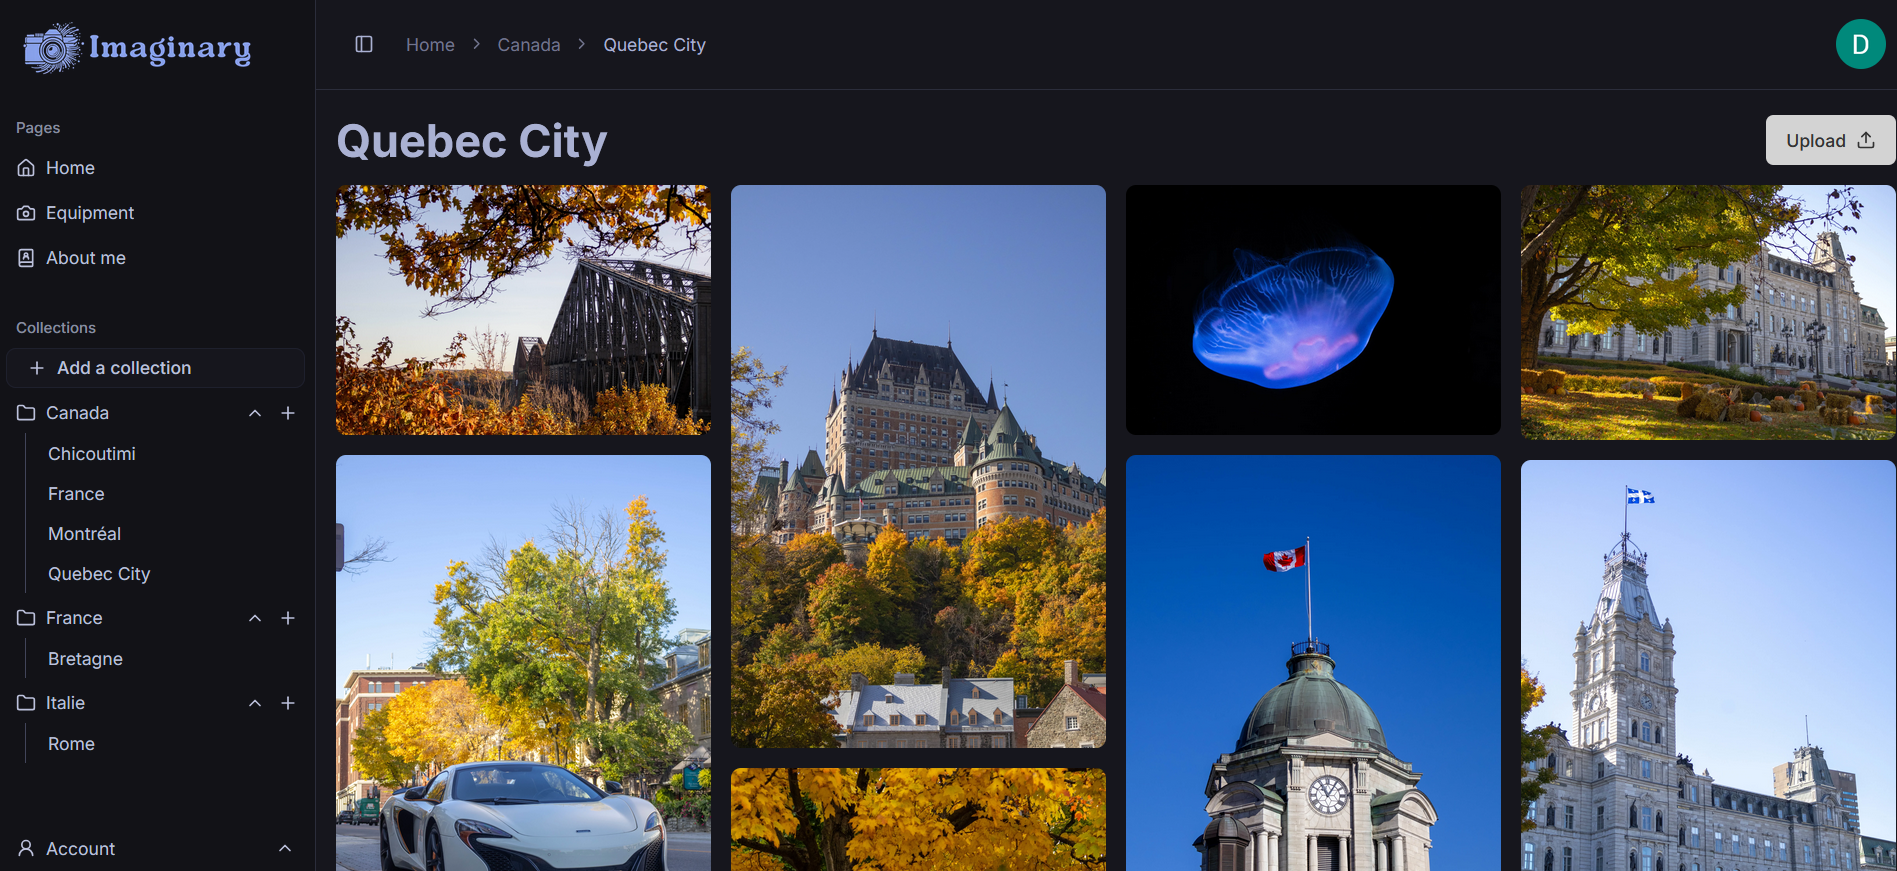 Imaginary
Home
Canada
Quebec City
D
Pages
Home
Equipment
About me
Collections
Add a collection
Canada
Chicoutimi
France
Montréal
Quebec City
France
Bretagne
Italie
Rome
Account
Quebec City
Upload